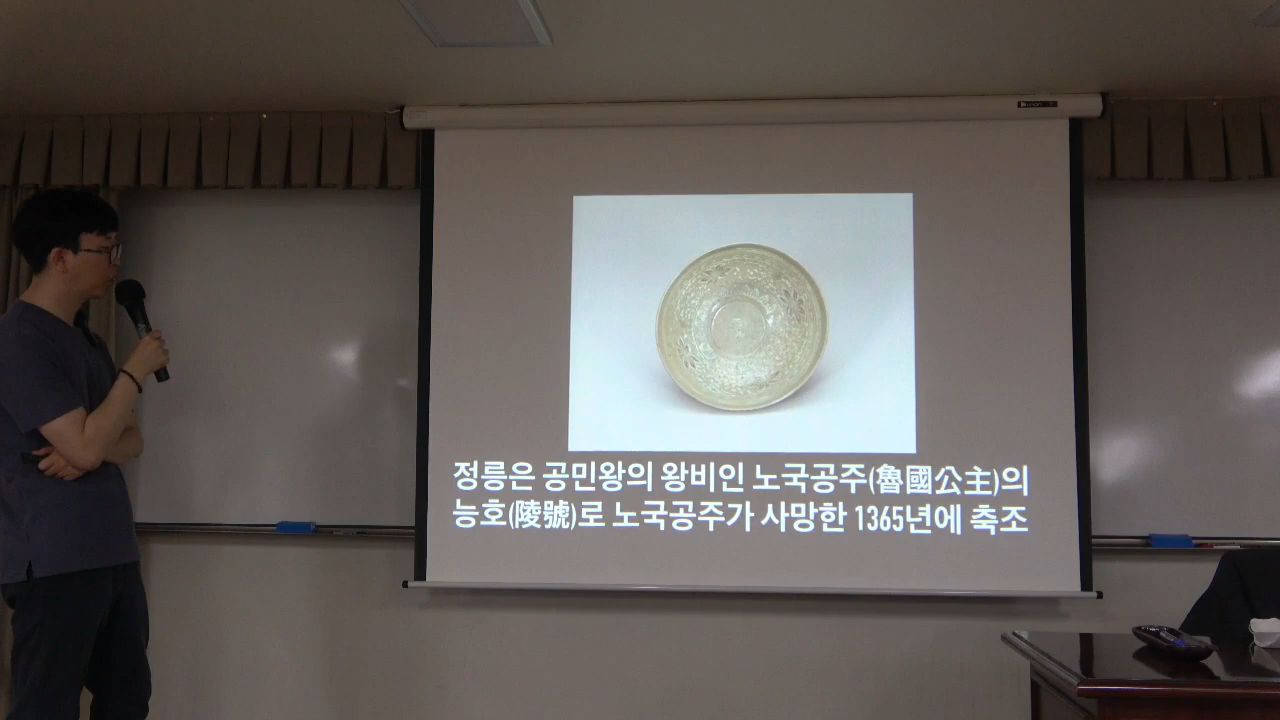 정릉은 공민왕의 왕비인 노국공주(魯國公主)의
능호(陵號)로 노국공주가 사망한 1365년에 축조